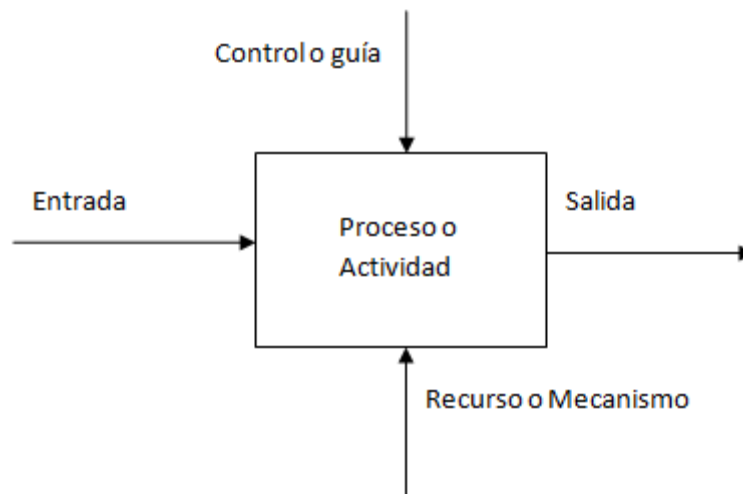 Control o guía
Entrada
Proceso o
Actividad
Salida
Recurso o Mecanismo